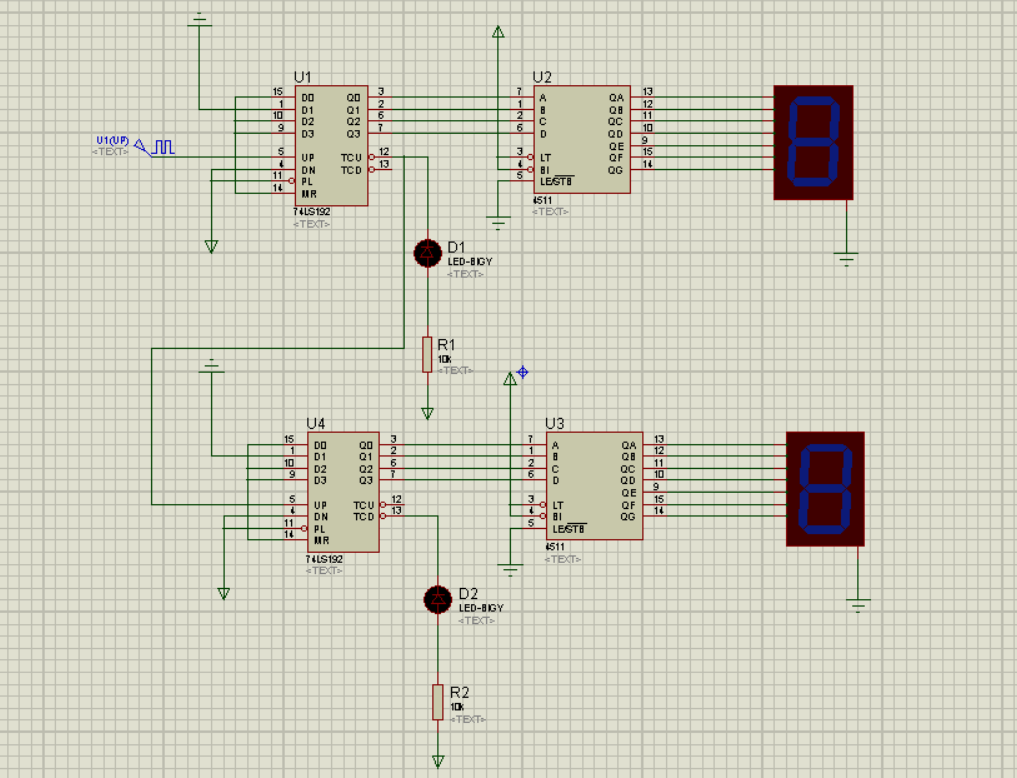 U1
U2
15 D0 Q0 3 7 A QA 13
1 D1 Q1 2 1 B QB 12
10 D2 Q2 6 2 C QC 11
9 D3 Q3 7 6 D QD 10
QE 9
U1(UP)
<TEXT>
5 UP TCU 12 3 LT QF 15
4 DN TCD 13 4 BI QG 14
11 PL 5 LE/STB
14 MR
74LS192
<TEXT>
4511
<TEXT>
D1
LED-BIGY
<TEXT>
R1
10k
<TEXT>
U4
U3
15 D0 Q0 3 7 A QA 13
1 D1 Q1 2 1 B QB 12
10 D2 Q2 6 2 C QC 11
9 D3 Q3 7 6 D QD 10
QE 9
5 UP TCU 12 3 LT QF 15
4 DN TCD 13 4 BI QG 14
11 PL 5 LE/STB
14 MR
74LS192
<TEXT>
4511
<TEXT>
D2
LED-BIGY
<TEXT>
R2
10k
<TEXT>